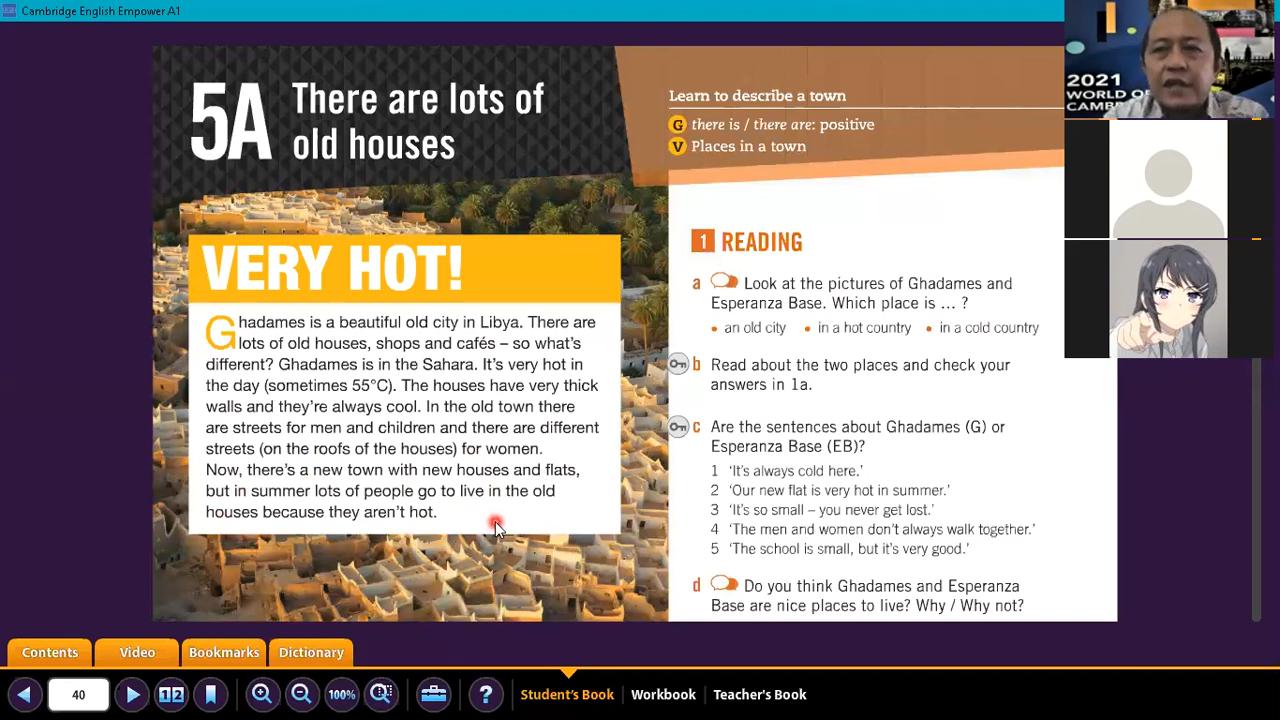 Cambridge English Empower A1
5A
There are lots of
old houses
Learn to describe a town
G there is / there are: positive
V Places in a town
VERY HOT!
Ghadames is a beautiful old city in Libya. There are
lots of old houses, shops and cafés – so what's
different? Ghadames is in the Sahara. It's very hot in
the day (sometimes 55°C). The houses have very thick
walls and they're always cool. In the old town there
are streets for men and children and there are different
streets (on the roofs of the houses) for women.
Now, there's a new town with new houses and flats,
but in summer lots of people go to live in the old
houses because they aren't hot.
1 READING
a Look at the pictures of Ghadames and
Esperanza Base. Which place is … ?
• an old city • in a hot country • in a cold country
b Read about the two places and check your
answers in 1a.
c Are the sentences about Ghadames (G) or
Esperanza Base (EB)?
1 'It's always cold here.'
2 'Our new flat is very hot in summer.'
3 'It's so small – you never get lost.'
4 'The men and women don't always walk together.'
5 'The school is small, but it's very good.'
d Do you think Ghadames and Esperanza
Base are nice places to live? Why / Why not?
2021
WORLD OF
CAMB
Contents Video Bookmarks Dictionary
40 1 2 100% ? Student's Book Workbook Teacher's Book